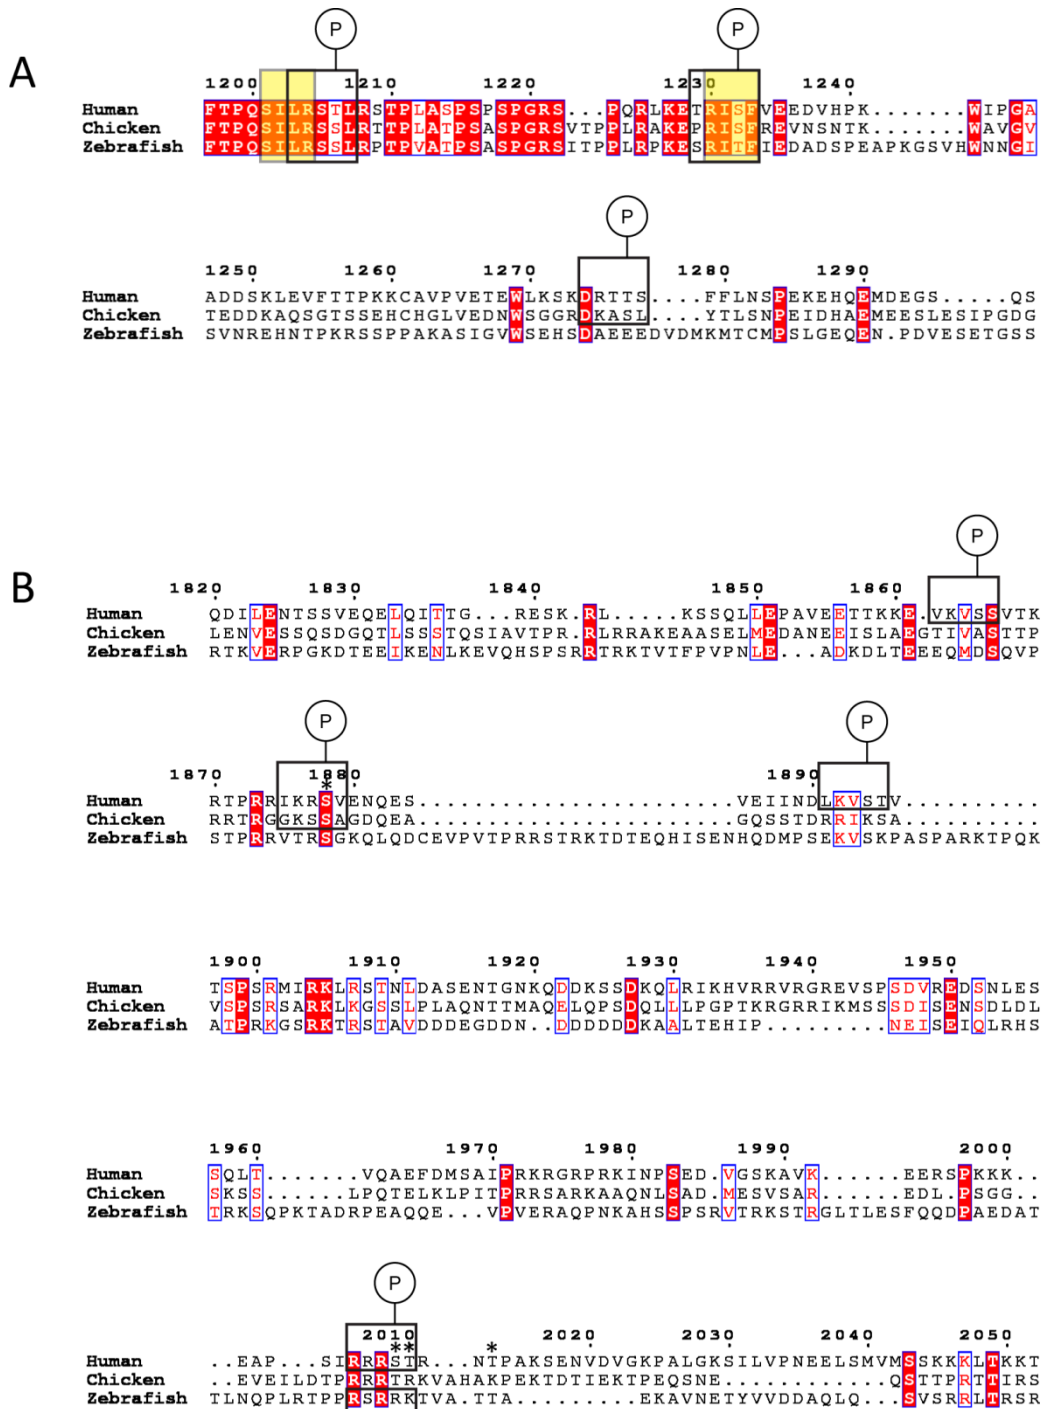 A
P P
1200 1210 1220 1230 1240
Human FTPQSILRSTLRSTPLASPSPSPGRS...PQRLKETRISFVEEDVHPK.......WIPGA
Chicken FTPQSILRSSLRTTPLATPSASPGRSVTPPLRAKEPRISFREVNSNTK.......WAVGV
Zebrafish FTPQSILRSSLRPTPVATPSASPGRSITPPLRPKESRITFIEDADSPEAPKGSVHWNNGI
P
1250 1260 1270 1280 1290
Human ADDSKLEVFTTPKKCAVPVETEWLKSKDRTTS....FFLNSPEKEHQEMDEGS......QS
Chicken TEDDKAQSGTSSEHCHGLVEDNWSGGRDKASL....YTLSNPEIDHAEMEESLESIPGDG
Zebrafish SVNREHNTPKRSSPPAKASIGVWSEHSDAEEEDVDMKMTCMPSLGEQEN.PDVESETGSS
P
B
1820 1830 1840 1850 1860
Human QDILENTSSVEQELQITTG...RESK.RL....KSSQLLEPAVEETTKKE.VKVSSVTK
Chicken LENVESSQSDGQTLSSSTQSIAVTPR.RLRRAKEAASELMEDANEEISLAEGTIVASTTP
Zebrafish RTKVERPGKDTEEIKENLKEVQHSPSRRTRKTVTFPVPNLE...ADKDLTEEEQMDSQVP
P P
1870 1880 1890
*
Human RTPRRIKRSVENQES.......................VEIINDLKVSTV..........
Chicken RRTRGGKSSAGDQEA.......................GQSSTDRRIKSA..........
Zebrafish STPRRVTRSGKQLQDCEVPVTPRRSTRKTDTEQHISENHQDMPSEKVSKPASPARKTPQK
1900 1910 1920 1930 1940 1950
Human TSPSRMIRKLRSTNLDASENTGNKQDDKSSDKQLRIKHVRRVRGREVSPSDVREDSNLES
Chicken VSPSRSARKLKGSSLPLAQNTTMAQELQPSDQLLLPGPTKRGRRIKMSSSDISENSDLDL
Zebrafish ATPRKGSRKTRSTAVDDDEGDDN.DDDDDDKALTEHIP.........NEISEIQLRHS
1960 1970 1980 1990 2000
Human SQLT.......VQAEFDMSAIPRKRGRPRKINPSED.VGSKAVK......EERSPKKK..
Chicken SKSS.......LPQTELKLPITPRRSARKAAQNLSAD.MESVSAR......EDL.PSGG..
Zebrafish TRKSQPKTADRPEAQQE...VPVERAQPNKAHSSPSRVTRKSTRGLTLESFQQDPAEDAT
P
2010 2020 2030 2040 2050
** *
Human ..EAP...SIRRRSTR...NTPAKSENVDVGKPALGKSILVPNEELSMVMSSKKKLTKKT
Chicken ..EVEILDTPRRRTRKVAHAKPEKTDTIEKTPEQSNE............QSTTPRTTIRS
Zebrafish TLNQPLRTPPRSRRKTVA.TTA..........EKAVNETYVVDDAQLQ..SVSRRLTRSR